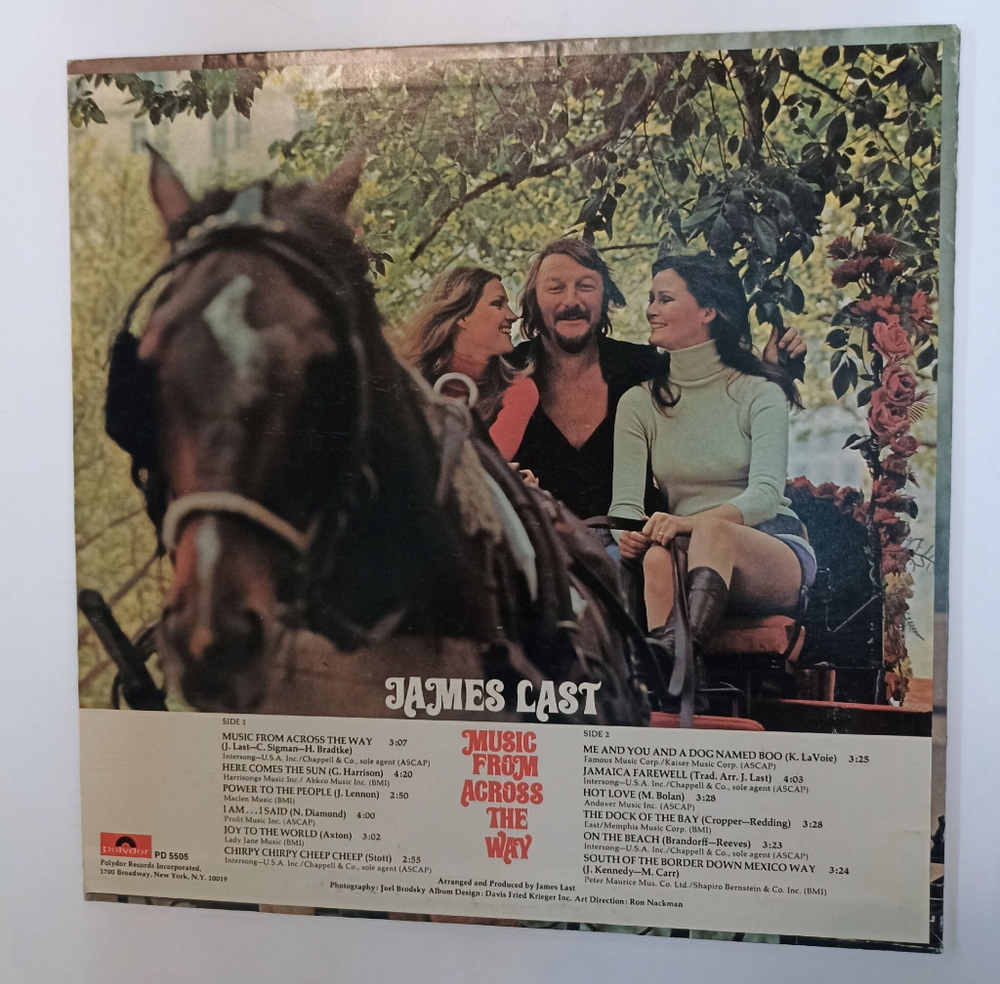 JAMES LAST
SIDE 1
MUSIC FROM ACROSS THE WAY 3:07
(J. Last—C. Sigman—H. Bradtke)
Intersong—U.S.A. Inc./Chappell & Co., sole agent (ASCAP)
HERE COMES THE SUN (G. Harrison) 4:20
Harrisongs Music Inc./ Abkco Music Inc. (BMI)
POWER TO THE PEOPLE (J. Lennon) 2:50
Maclen Music (BMI)
I AM . . . I SAID (N. Diamond) 4:00
Profit Music Inc. (ASCAP)
JOY TO THE WORLD (Axton) 3:02
Lady Jane Music (BMI)
CHIRPY CHIRPY CHEEP CHEEP (Stott) 2:55
Intersong—U.S.A. Inc./Chappell & Co., sole agent (ASCAP)
MUSIC
FROM
ACROSS
THE
WAY
SIDE 2
ME AND YOU AND A DOG NAMED BOO (K. LaVoie) 3:25
Famous Music Corp./Kaiser Music Corp. (ASCAP)
JAMAICA FAREWELL (Trad. Arr. J. Last) 4:03
Intersong—U.S.A. Inc./Chappell & Co., sole agent (ASCAP)
HOT LOVE (M. Bolan) 3:28
Andover Music Inc. (ASCAP)
THE DOCK OF THE BAY (Cropper—Redding) 3:28
East/Memphis Music Corp. (BMI)
ON THE BEACH (Brandorff—Reeves) 3:23
Intersong—U.S.A. Inc./Chappell & Co., sole agent (ASCAP)
SOUTH OF THE BORDER DOWN MEXICO WAY 3:24
(J. Kennedy—M. Carr)
Peter Maurice Mus. Co. Ltd./Shapiro Bernstein & Co. Inc. (BMI)
polydor PD 5505
Polydor Records Incorporated,
1700 Broadway, New York, N.Y. 10019
Arranged and Produced by James Last
Photography: Joel Brodsky Album Design: Davis Fried Krieger Inc. Art Direction: Ron Nackman